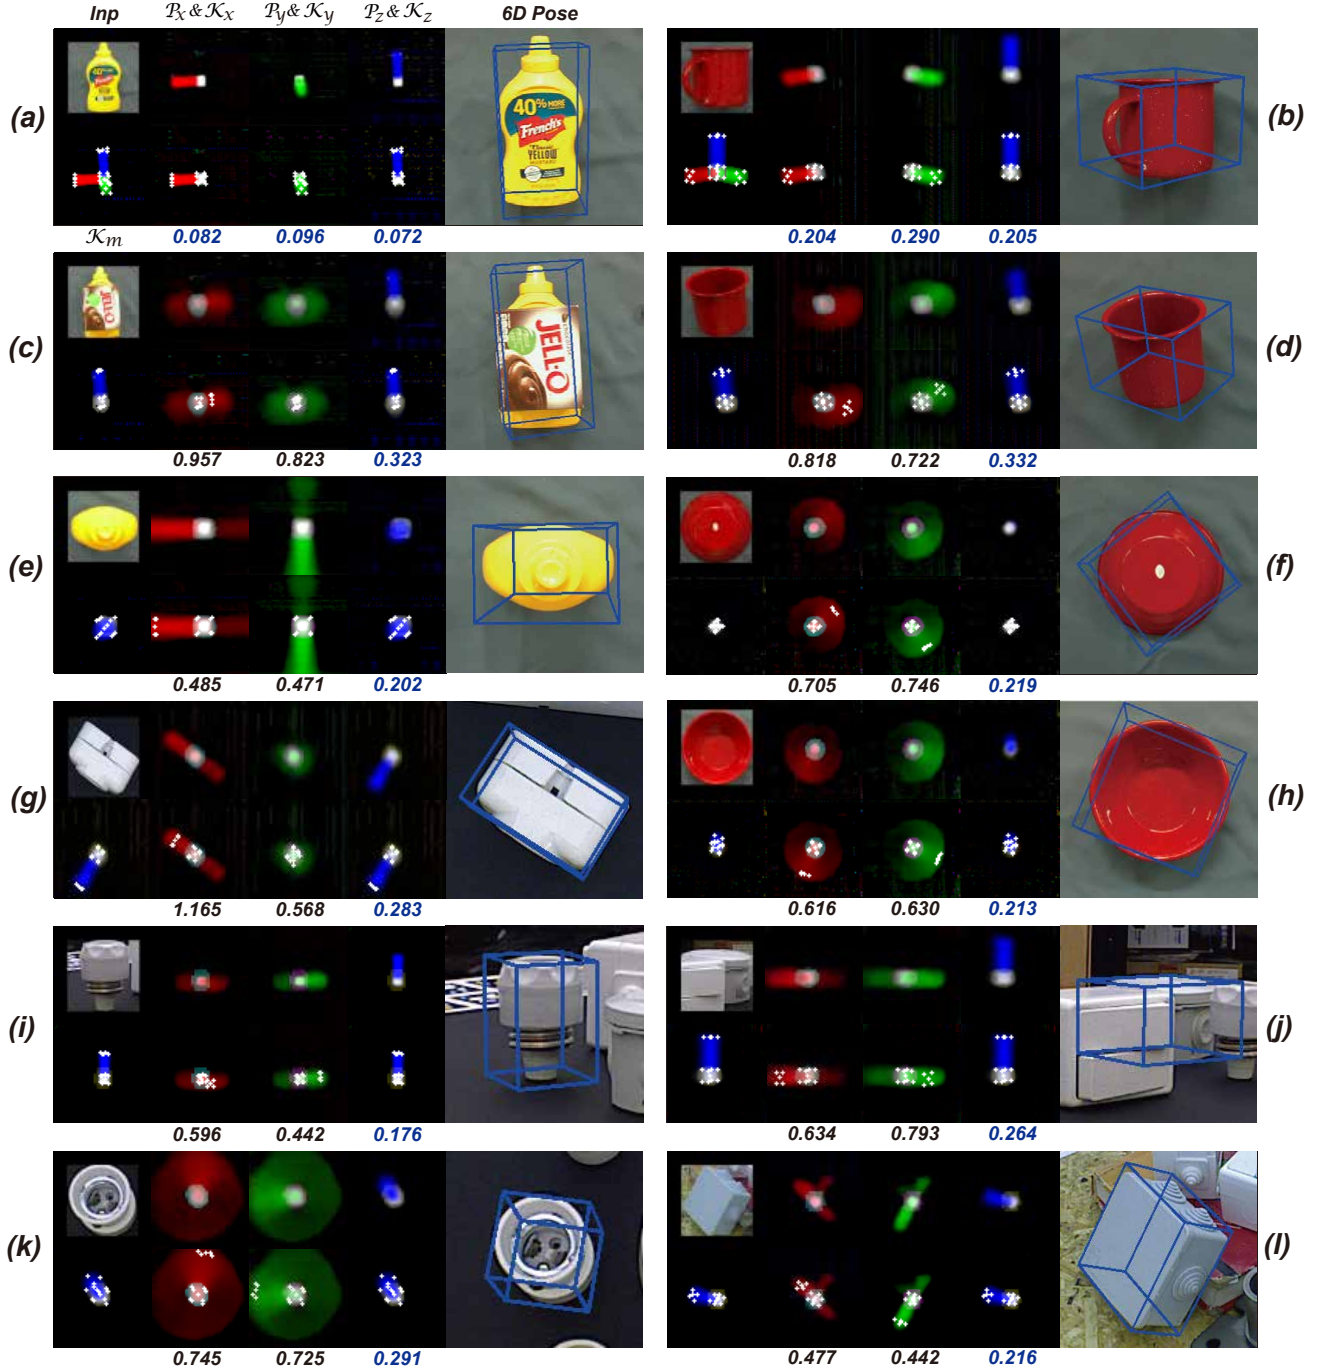 Inp 𝒫x & 𝒦x 𝒫y & 𝒦y 𝒫z & 𝒦z 6D Pose
(a)
40% MORE
French's
Classic
YELLOW
MUSTARD
(b)
𝒦m 0.082 0.096 0.072
0.204 0.290 0.205
(c)
JELL-O
(d)
0.957 0.823 0.323
0.818 0.722 0.332
(e)
(f)
0.485 0.471 0.202
0.705 0.746 0.219
(g)
(h)
1.165 0.568 0.283
0.616 0.630 0.213
(i)
(j)
0.596 0.442 0.176
0.634 0.793 0.264
(k)
(l)
0.745 0.725 0.291
0.477 0.442 0.216